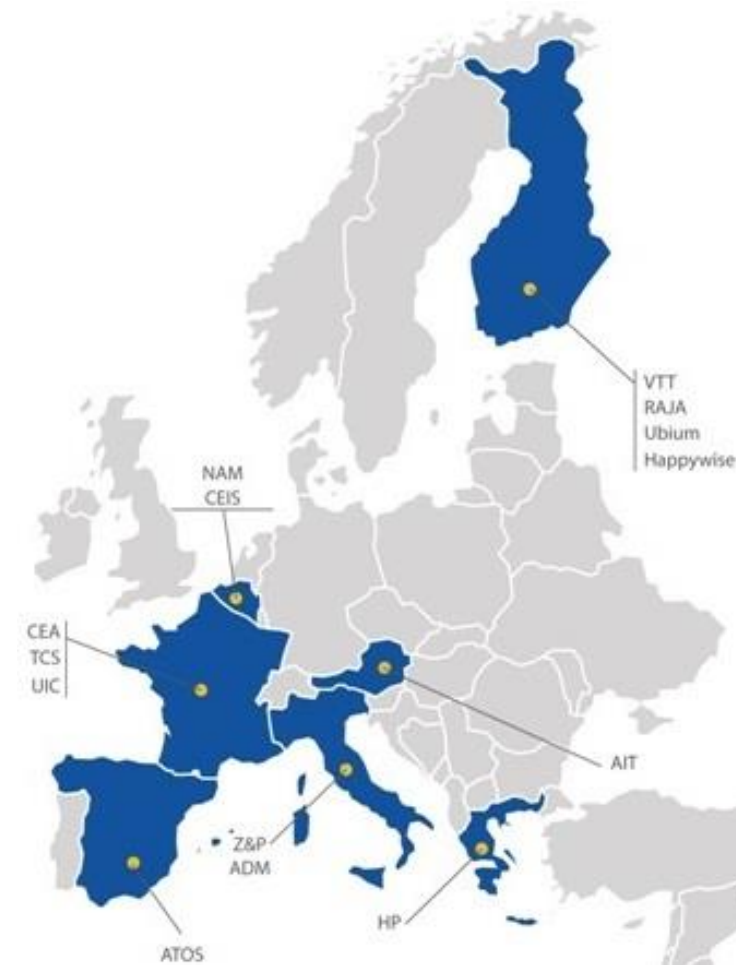 VTT
RAJA
Ubium
Happywise
NAM
CEIS
CEA
TCS
UIC
AIT
Z&P
ADM
HP
ATOS